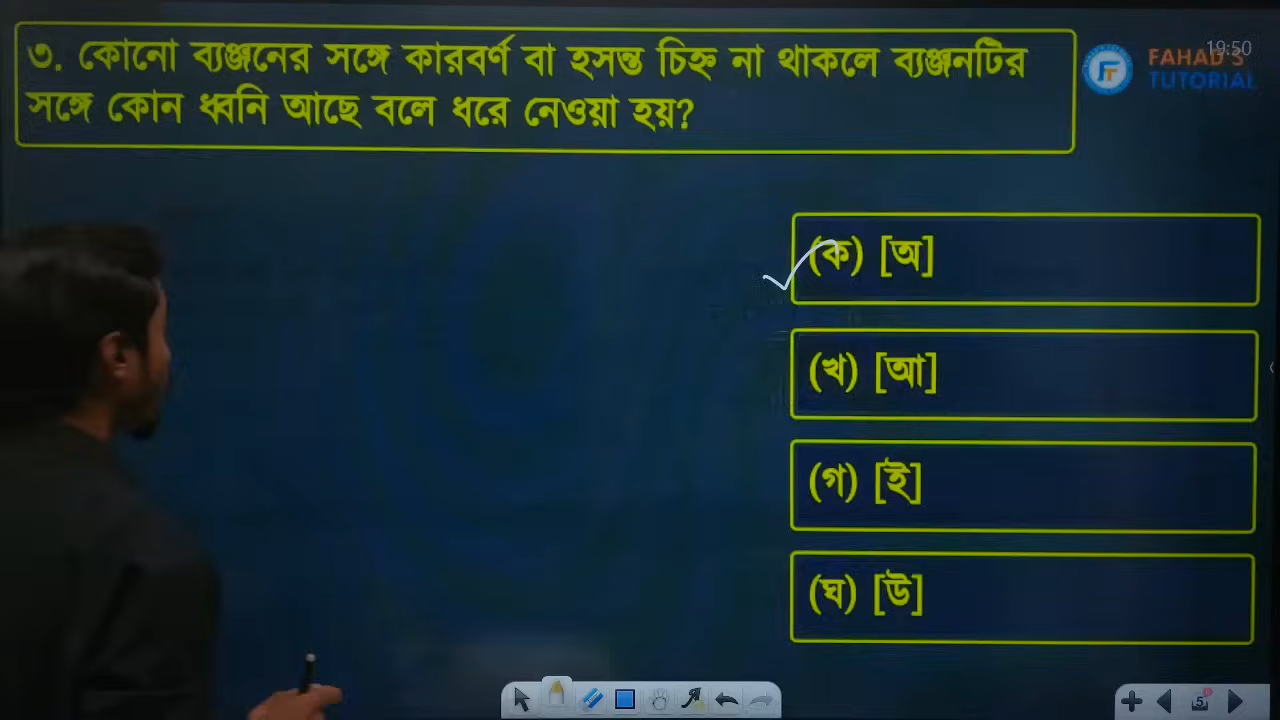 ৩. কোনো ব্যঞ্জনের সঙ্গে কারবর্ণ বা হসন্ত চিহ্ন না থাকলে ব্যঞ্জনটির
সঙ্গে কোন ধ্বনি আছে বলে ধরে নেওয়া হয়?
19:50
FAHAD'S
TUTORIAL
(ক) [অ]
(খ) [আ]
(গ) [ই]
(ঘ) [উ]
5